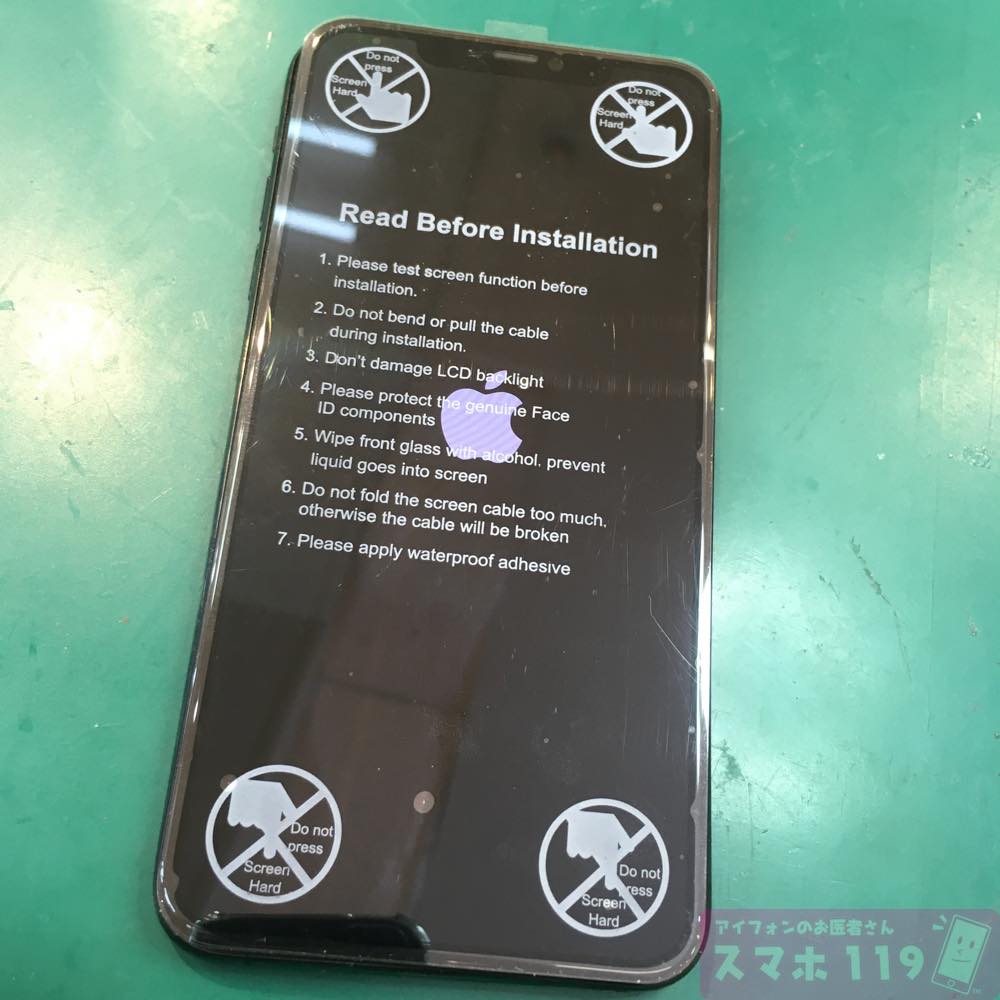 Do not
press
Screen
Hard
Do not
press
Screen
Hard
Read Before Installation
1. Please test screen function before
installation.
2. Do not bend or pull the cable
during installation.
3. Don't damage LCD backlight
4. Please protect the genuine Face
ID components
5. Wipe front glass with alcohol, prevent
liquid goes into screen
6. Do not fold the screen cable too much,
otherwise the cable will be broken
7. Please apply waterproof adhesive
Do not
press
Screen
Hard
Do not
ress
Screen
Hard
アイフォンのお医者さん
スマホ119
TM